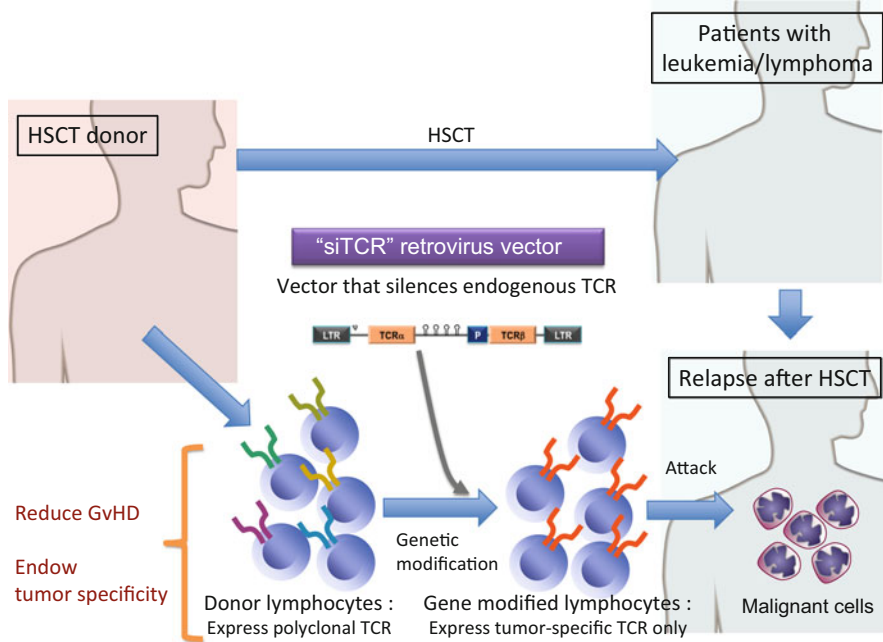 Patients with
leukemia/lymphoma
HSCT donor
HSCT
“siTCR” retrovirus vector
Vector that silences endogenous TCR
LTR TCRα P TCRβ LTR
Relapse after HSCT
Attack
Reduce GvHD
Endow
tumor specificity
Genetic
modification
Donor lymphocytes :
Express polyclonal TCR
Gene modified lymphocytes :
Express tumor-specific TCR only
Malignant cells